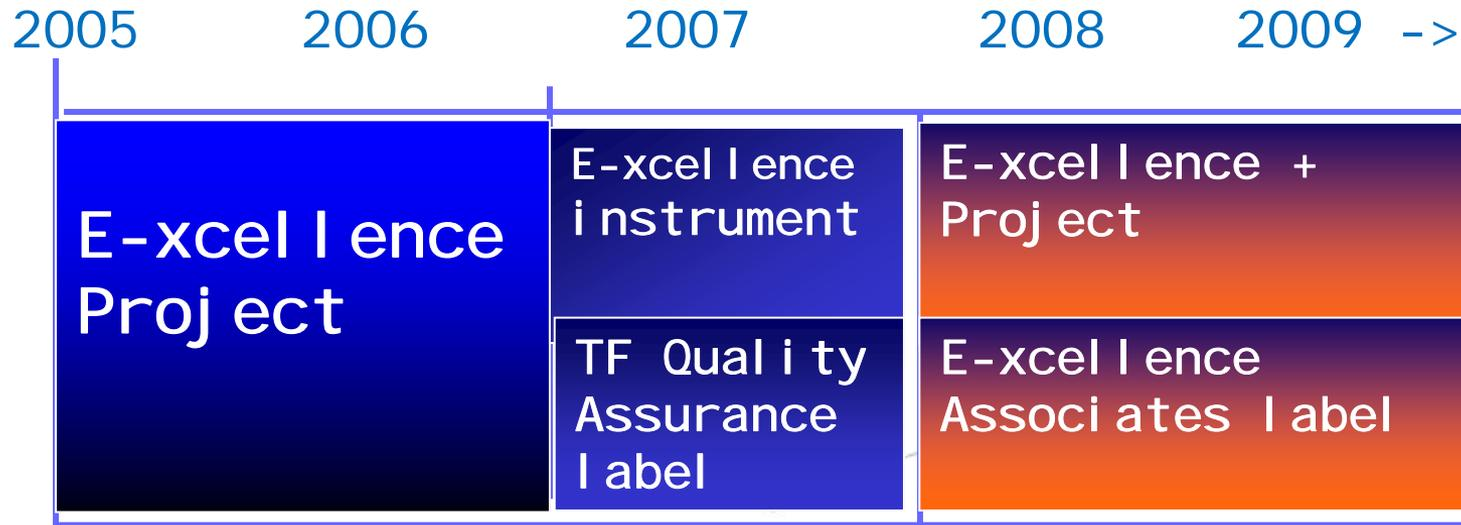 2005 2006 2007 2008 2009 ->
E-xcellence
Project
E-xcellence
instrument
TF Quality
Assurance
label
E-xcellence +
Project
E-xcellence
Associates label